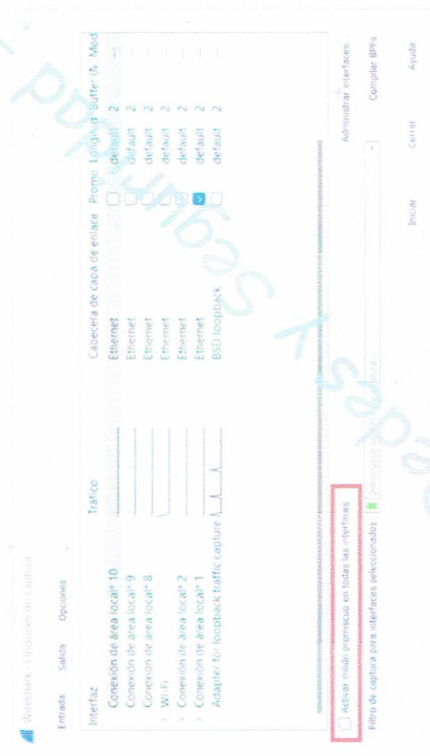 Wireshark - Opciones de captura
Entrada Salida Opciones
Interfaz Tráfico Cabecera de capa de enlace Promis Longitud Buffer (M Mod
Conexión de área local* 10 Ethernet default 2
Conexión de área local* 9 Ethernet default 2
Conexión de área local* 8 Ethernet default 2
Wi-Fi Ethernet default 2
Conexión de área local* 2 Ethernet default 2
Conexión de área local* 1 Ethernet default 2
Adapter for loopback traffic capture BSD loopback default 2
Activar modo promiscuo en todas las interfaces
Administrar interfaces...
Filtro de captura para interfaces seleccionados
Compilar BPFs
Iniciar Cerrar Ayuda
des y Seguridad